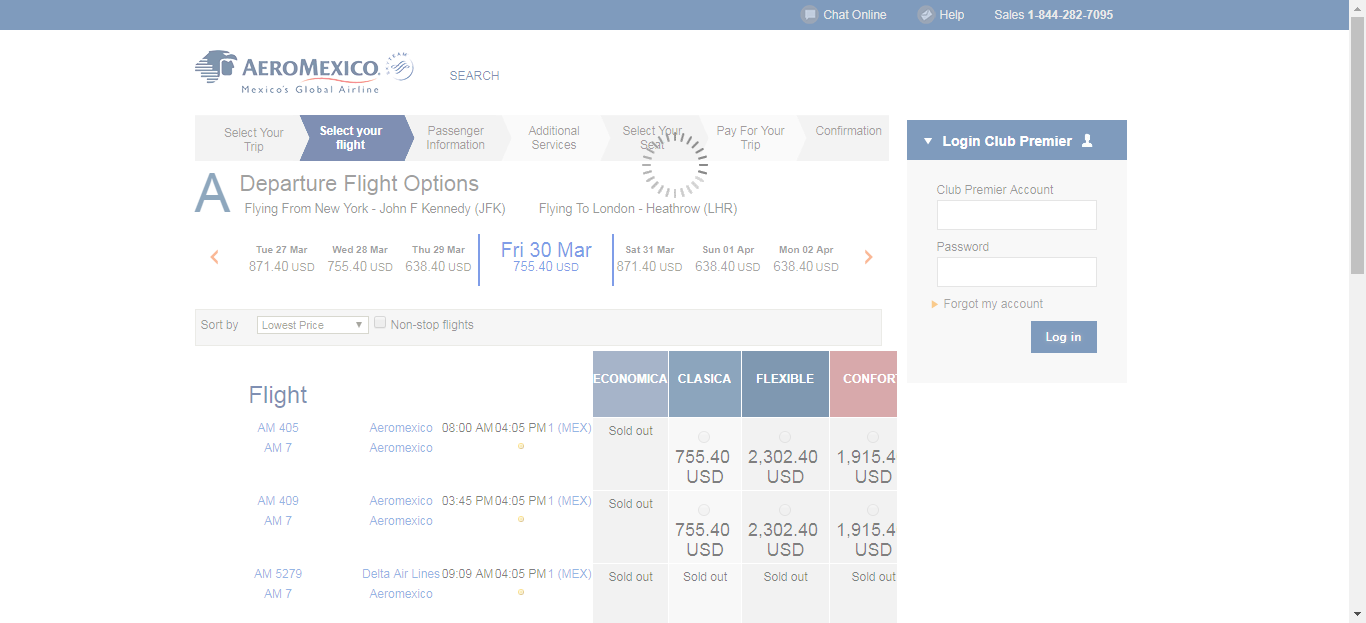 Chat Online Help Sales 1-844-282-7095
AEROMEXICO. TEAM
Mexico's Global Airline
SEARCH
Select Your Trip
Select your flight
Passenger Information
Additional Services
Select Your Seat
Pay For Your Trip
Confirmation
Login Club Premier
Club Premier Account
Password
Forgot my account
Log in
A Departure Flight Options
Flying From New York - John F Kennedy (JFK) Flying To London - Heathrow (LHR)
Tue 27 Mar Wed 28 Mar Thu 29 Mar Fri 30 Mar Sat 31 Mar Sun 01 Apr Mon 02 Apr
871.40 USD 755.40 USD 638.40 USD 755.40 USD 871.40 USD 638.40 USD 638.40 USD
Sort by Lowest Price Non-stop flights
Flight ECONOMICA CLASICA FLEXIBLE CONFOR
AM 405 Aeromexico 08:00 AM 04:05 PM 1 (MEX) Sold out
AM 7 Aeromexico
755.40 USD 2,302.40 USD 1,915.4 USD
AM 409 Aeromexico 03:45 PM 04:05 PM 1 (MEX) Sold out
AM 7 Aeromexico
755.40 USD 2,302.40 USD 1,915.4 USD
AM 5279 Delta Air Lines 09:09 AM 04:05 PM 1 (MEX) Sold out Sold out Sold out Sold out
AM 7 Aeromexico